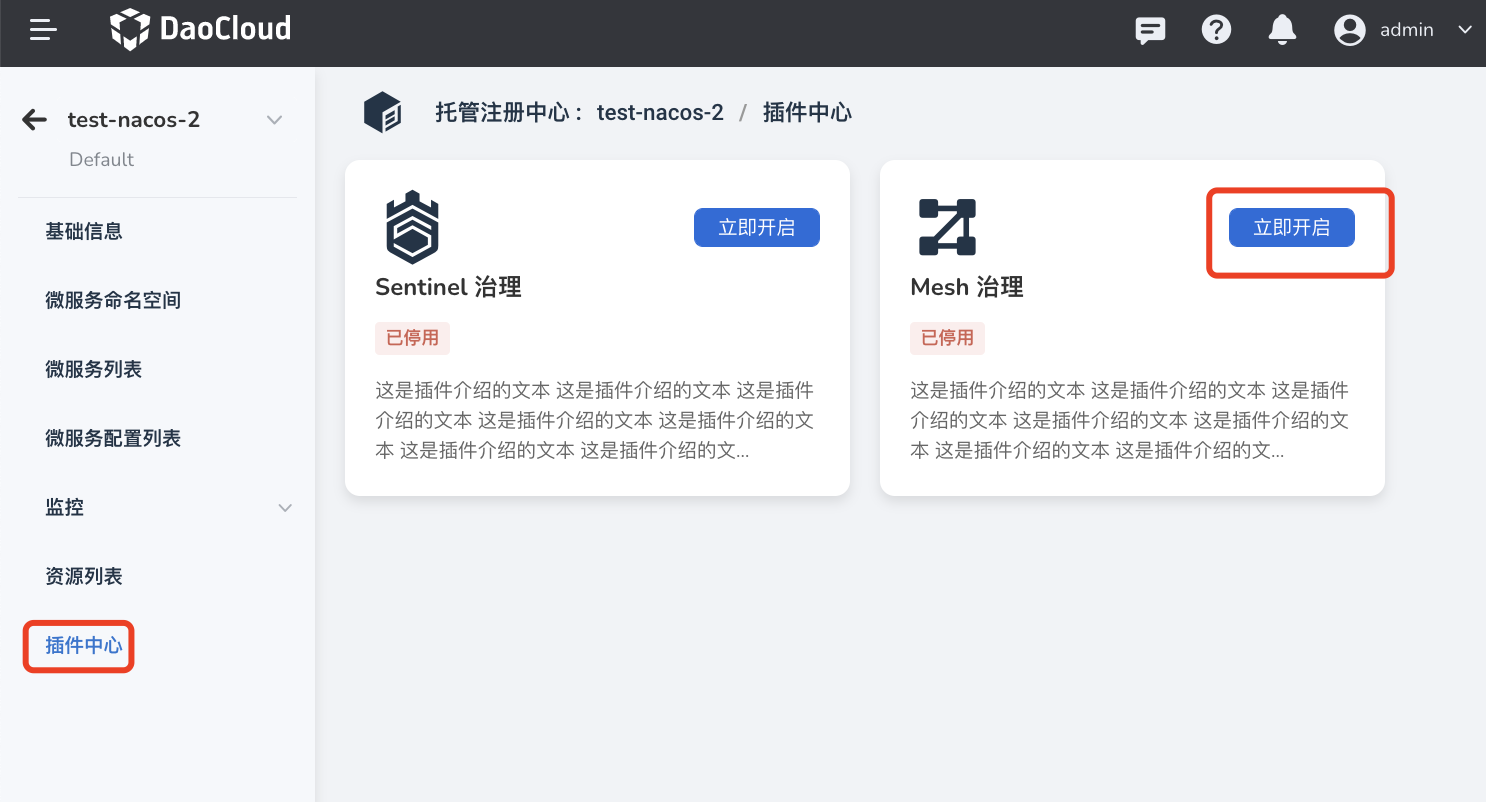 DaoCloud
admin
test-nacos-2
Default
基础信息
微服务命名空间
微服务列表
微服务配置列表
监控
资源列表
插件中心
托管注册中心： test-nacos-2 / 插件中心
立即开启
Sentinel 治理
已停用
这是插件介绍的文本 这是插件介绍的文本 这是插件
介绍的文本 这是插件介绍的文本 这是插件介绍的文
本 这是插件介绍的文本 这是插件介绍的文...
立即开启
Mesh 治理
已停用
这是插件介绍的文本 这是插件介绍的文本 这是插件
介绍的文本 这是插件介绍的文本 这是插件介绍的文
本 这是插件介绍的文本 这是插件介绍的文...